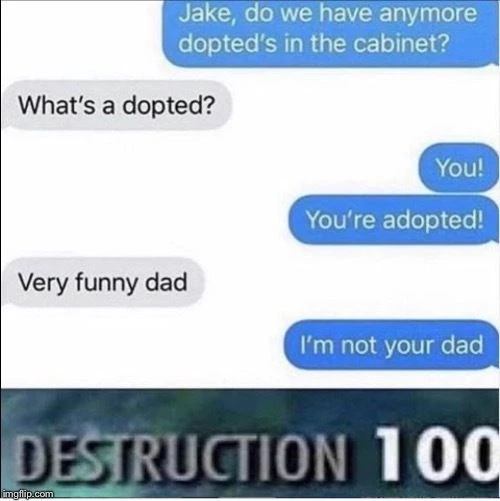 Jake, do we have anymore
dopted's in the cabinet?
What's a dopted?
You!
You're adopted!
Very funny dad
I'm not your dad
DESTRUCTION 100
imgflip.com